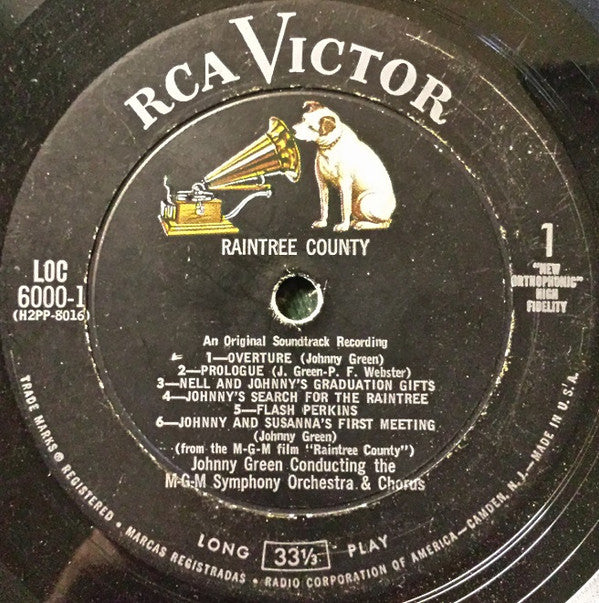 RCA VICTOR
RAINTREE COUNTY
LOC
6000-1
(H2PP-8016)
1
"NEW
ORTHOPHONIC"
HIGH
FIDELITY
An Original Soundtrack Recording
1—OVERTURE (Johnny Green)
2—PROLOGUE (J. Green-P. F. Webster)
3—NELL AND JOHNNY'S GRADUATION GIFTS
4—JOHNNY'S SEARCH FOR THE RAINTREE
5—FLASH PERKINS
6—JOHNNY AND SUSANNA'S FIRST MEETING
(Johnny Green)
(from the M-G-M film "Raintree County")
Johnny Green Conducting the
M-G-M Symphony Orchestra & Chorus
LONG 33⅓ PLAY
TRADE MARKS ® REGISTERED • MARCAS REGISTRADAS • RADIO CORPORATION OF AMERICA—CAMDEN, N.J.—MADE IN U.S.A.